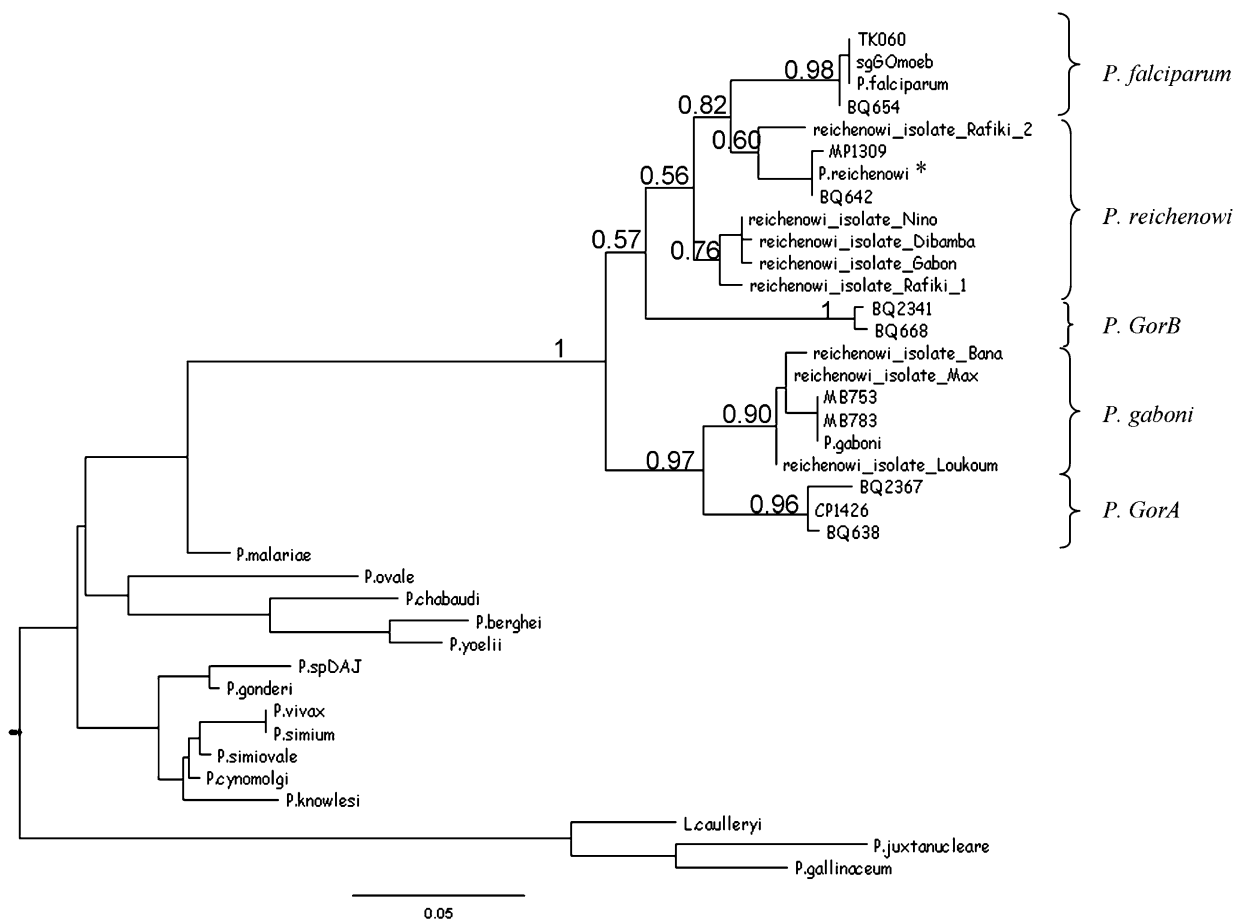 TK060
sgGOmoeb
0.98
P.falciparum
P. falciparum
BQ654
0.82
reichenowi_isolate_Rafiki_2
0.60
MP1309
P.reichenowi *
0.56
BQ642
P. reichenowi
reichenowi_isolate_Nino
0.57
reichenowi_isolate_Dibamba
0.76
reichenowi_isolate_Gabon
reichenowi_isolate_Rafiki_1
1
BQ2341
P. GorB
BQ668
1
reichenowi_isolate_Bana
reichenowi_isolate_Max
MB753
0.90
MB783
P. gaboni
P.gaboni
0.97
reichenowi_isolate_Loukoum
BQ2367
0.96
CP1426
P. GorA
BQ638
P.malariae
P.ovale
P.chabaudi
P.berghei
P.yoelii
P.spDAJ
P.gonderi
P.vivax
P.simium
P.simiovale
P.cynomolgi
P.knowlesi
L.caulleryi
P.juxtanucleare
P.gallinaceum
0.05